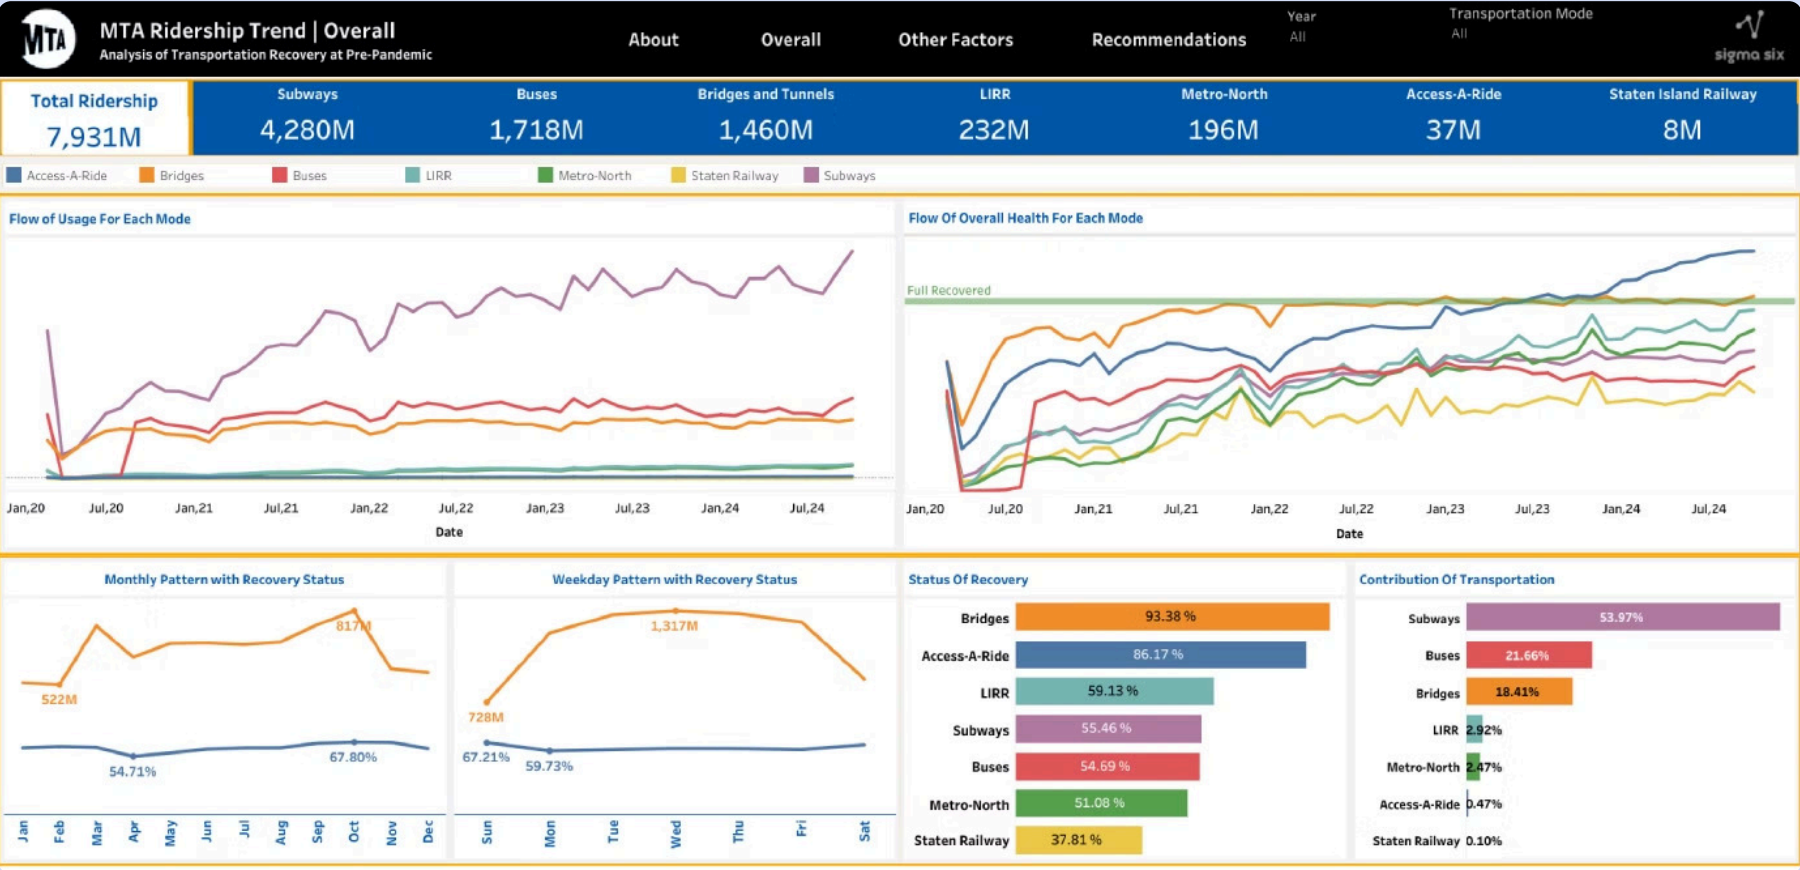 MTA
MTA Ridership Trend | Overall
Analysis of Transportation Recovery at Pre-Pandemic
About
Overall
Other Factors
Recommendations
Year
All
Transportation Mode
All
sigma six
Total Ridership
7,931M
Subways
4,280M
Buses
1,718M
Bridges and Tunnels
1,460M
LIRR
232M
Metro-North
196M
Access-A-Ride
37M
Staten Island Railway
8M
Access-A-Ride
Bridges
Buses
LIRR
Metro-North
Staten Railway
Subways
Flow of Usage For Each Mode
Jan,20 Jul,20 Jan,21 Jul,21 Jan,22 Jul,22 Jan,23 Jul,23 Jan,24 Jul,24
Date
Flow Of Overall Health For Each Mode
Full Recovered
Jan,20 Jul,20 Jan,21 Jul,21 Jan,22 Jul,22 Jan,23 Jul,23 Jan,24 Jul,24
Date
Monthly Pattern with Recovery Status
817M
522M
54.71%
67.80%
Jan Feb Mar Apr May Jun Jul Aug Sep Oct Nov Dec
Weekday Pattern with Recovery Status
1,317M
728M
67.21%
59.73%
Sun Mon Tue Wed Thu Fri Sat
Status Of Recovery
Bridges 93.38 %
Access-A-Ride 86.17 %
LIRR 59.13 %
Subways 55.46 %
Buses 54.69 %
Metro-North 51.08 %
Staten Railway 37.81 %
Contribution Of Transportation
Subways 53.97%
Buses 21.66%
Bridges 18.41%
LIRR 2.92%
Metro-North 2.47%
Access-A-Ride 0.47%
Staten Railway 0.10%